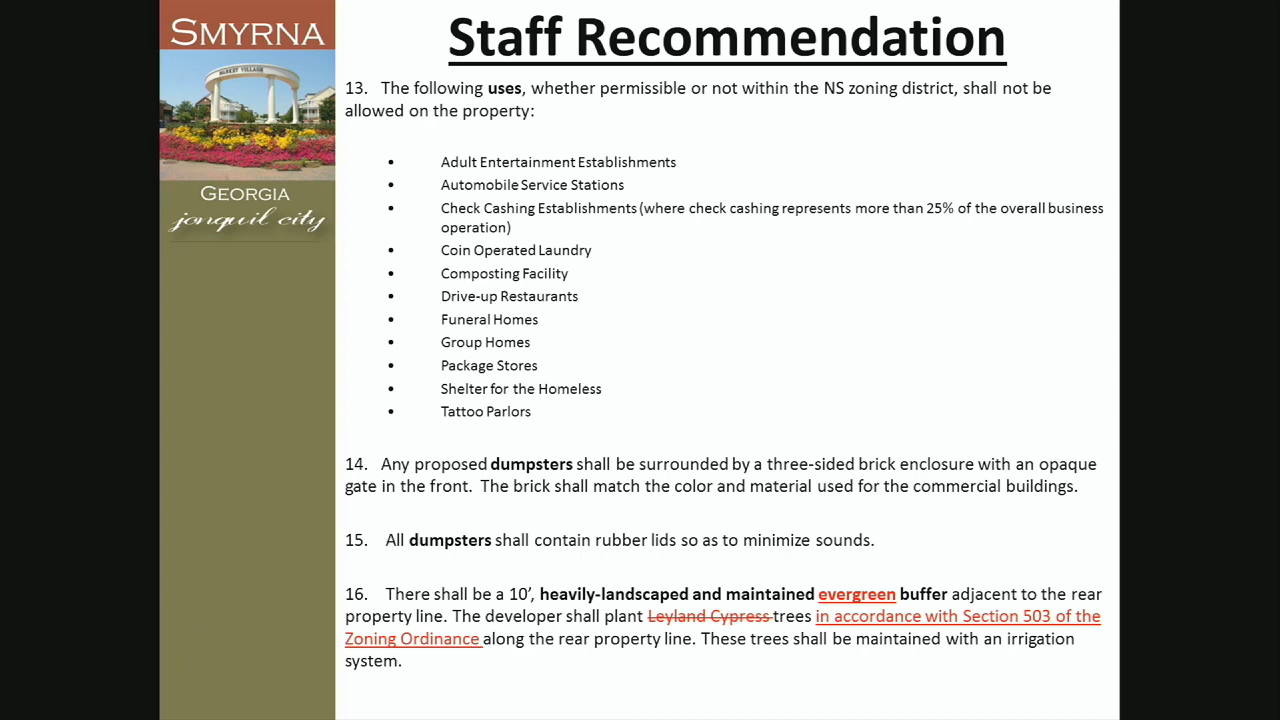 SMYRNA
MARKET VILLAGE
GEORGIA
jonquil city
Staff Recommendation
13. The following uses, whether permissible or not within the NS zoning district, shall not be
allowed on the property:
• Adult Entertainment Establishments
• Automobile Service Stations
• Check Cashing Establishments (where check cashing represents more than 25% of the overall business
operation)
• Coin Operated Laundry
• Composting Facility
• Drive-up Restaurants
• Funeral Homes
• Group Homes
• Package Stores
• Shelter for the Homeless
• Tattoo Parlors
14. Any proposed dumpsters shall be surrounded by a three-sided brick enclosure with an opaque
gate in the front. The brick shall match the color and material used for the commercial buildings.
15. All dumpsters shall contain rubber lids so as to minimize sounds.
16. There shall be a 10’, heavily-landscaped and maintained evergreen buffer adjacent to the rear
property line. The developer shall plant Leyland Cypress trees in accordance with Section 503 of the
Zoning Ordinance along the rear property line. These trees shall be maintained with an irrigation
system.